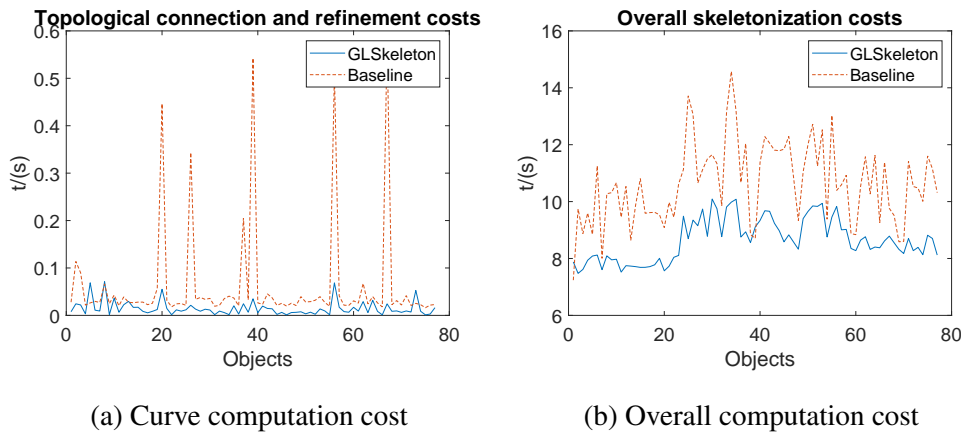 Topological connection and refinement costs
0.6
0.5
0.4
0.3
0.2
0.1
0
t/(s)
GLSkeleton
Baseline
0
20
40
60
80
Objects
(a) Curve computation cost
Overall skeletonization costs
16
14
12
10
8
6
t/(s)
GLSkeleton
Baseline
0
20
40
60
80
Objects
(b) Overall computation cost